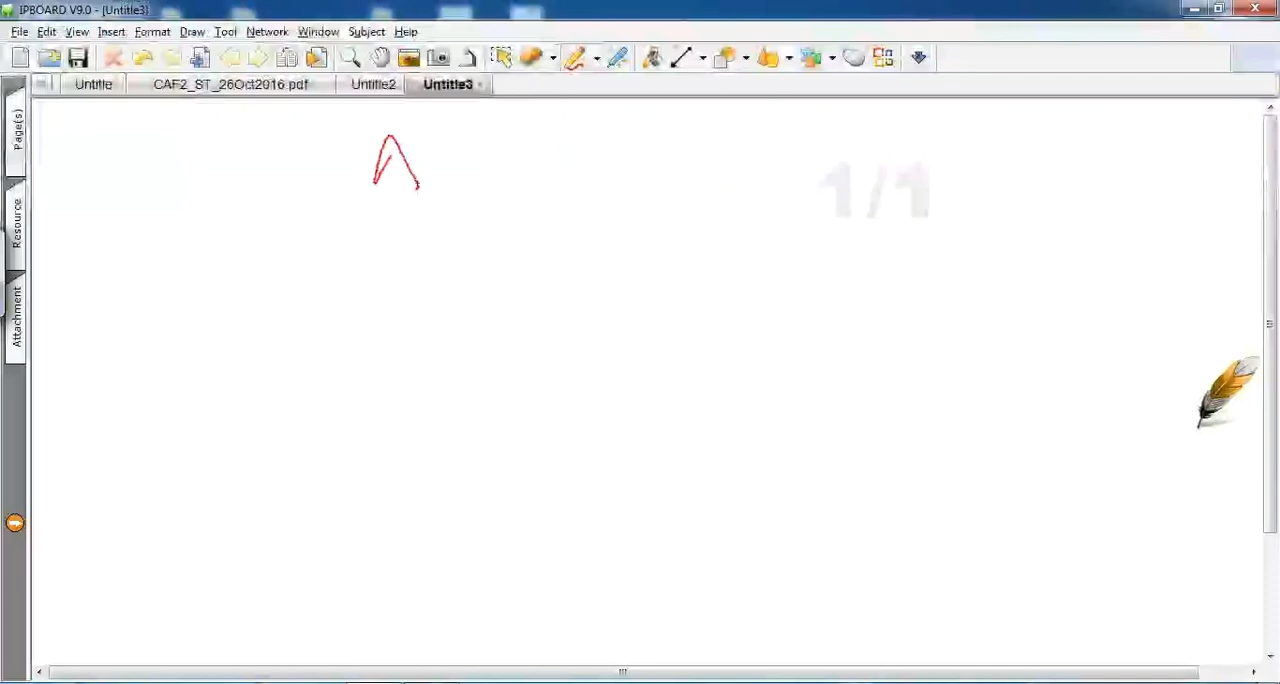 IPBOARD V9.0 - [Untitle3]
File Edit View Insert Format Draw Tool Network Window Subject Help
Untitle CAF2_ST_26Oct2016.pdf Untitle2 Untitle3
Page(s)
Resource
Attachment
1/1